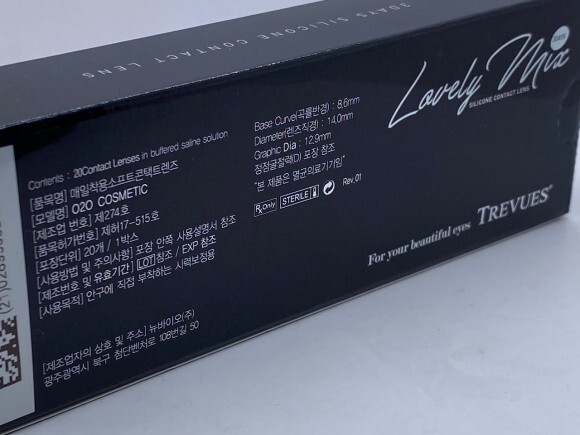 3DAYS SILICONE CONTACT LENS
Lovely Mix
SILICONE CONTACT LENS
Contents : 20Contact Lenses in buffered saline solution
[품목명] 매일착용소프트콘택트렌즈
[모델명] O2O COSMETIC
[제조업 번호] 제274호
[품목허가번호] 제허17-515호
[포장단위] 20개 / 1박스
[사용방법 및 주의사항] 포장 안쪽 사용설명서 참조
[제조번호 및 유효기간] LOT참조 / EXP 참조
[사용목적] 안구에 직접 부착하는 시력보정용
[제조업자의 상호 및 주소] 뉴바이오(주)
광주광역시 북구 첨단벤처로 108번길 50
Base Curve(곡률반경) : 8.6mm
Diameter(렌즈직경) : 14.0mm
Graphic Dia : 12.9mm
정점굴절력(D) 포장 참조
"본 제품은 멸균의료기기임"
Rx Only
STERILE
Rev.01
For your beautiful eyes TREVUES